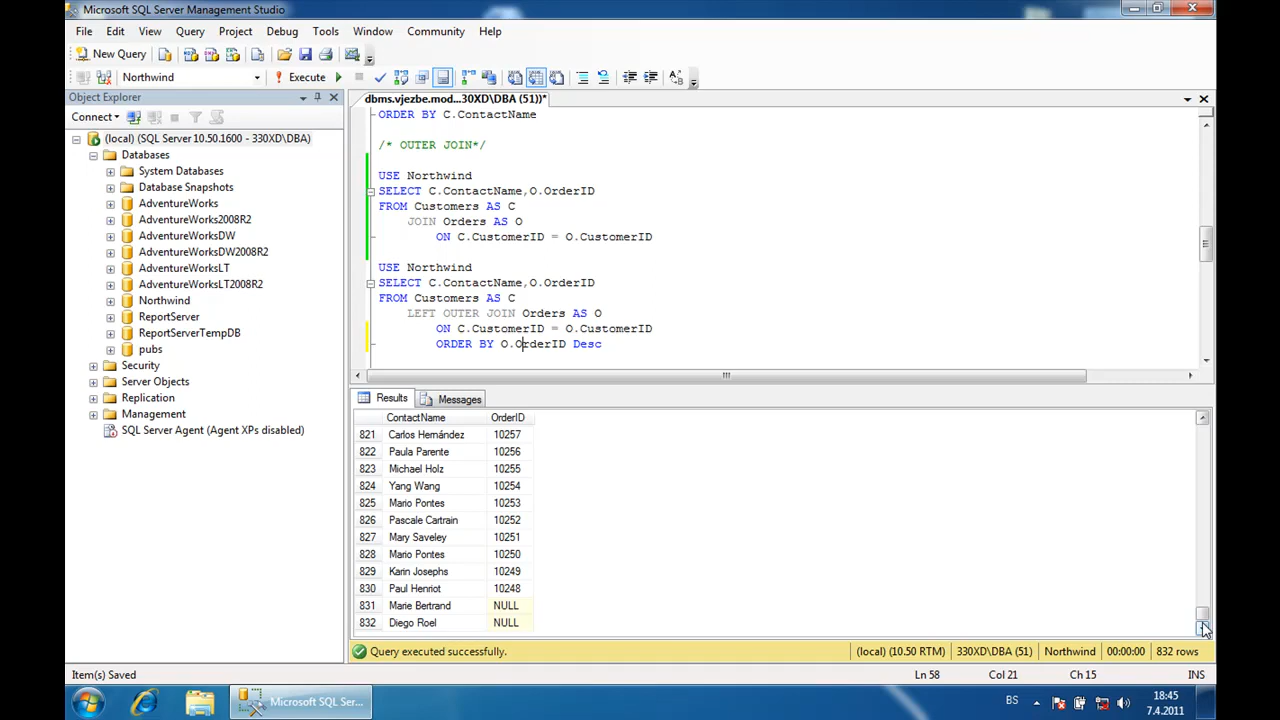 Microsoft SQL Server Management Studio
File Edit View Query Project Debug Tools Window Community Help
New Query
Northwind Execute
Object Explorer
dbms.vjezbe.mod...30XD\DBA (51))*
Connect
(local) (SQL Server 10.50.1600 - 330XD\DBA)
Databases
System Databases
Database Snapshots
AdventureWorks
AdventureWorks2008R2
AdventureWorksDW
AdventureWorksDW2008R2
AdventureWorksLT
AdventureWorksLT2008R2
Northwind
ReportServer
ReportServerTempDB
pubs
Security
Server Objects
Replication
Management
SQL Server Agent (Agent XPs disabled)
ORDER BY C.ContactName
/* OUTER JOIN*/
USE Northwind
SELECT C.ContactName,O.OrderID
FROM Customers AS C
JOIN Orders AS O
ON C.CustomerID = O.CustomerID
USE Northwind
SELECT C.ContactName,O.OrderID
FROM Customers AS C
LEFT OUTER JOIN Orders AS O
ON C.CustomerID = O.CustomerID
ORDER BY O.OrderID Desc
Results Messages
ContactName OrderID
821 Carlos Hernández 10257
822 Paula Parente 10256
823 Michael Holz 10255
824 Yang Wang 10254
825 Mario Pontes 10253
826 Pascale Cartrain 10252
827 Mary Saveley 10251
828 Mario Pontes 10250
829 Karin Josephs 10249
830 Paul Henriot 10248
831 Marie Bertrand NULL
832 Diego Roel NULL
Query executed successfully. (local) (10.50 RTM) 330XD\DBA (51) Northwind 00:00:00 832 rows
Item(s) Saved Ln 58 Col 21 Ch 15 INS
Microsoft SQL Ser... BS 18:45
7.4.2011